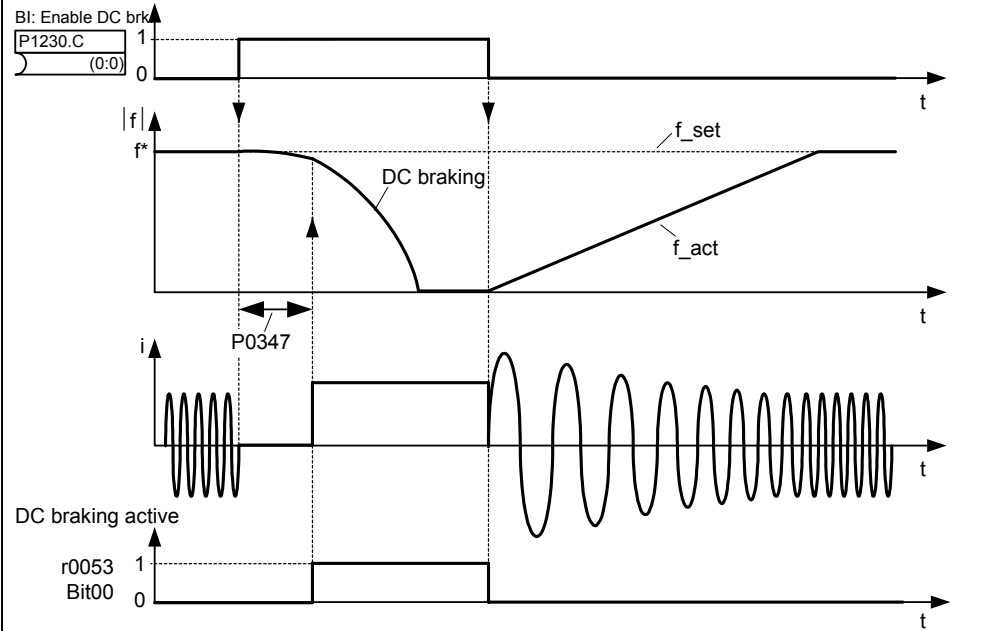 BI: Enable DC brk.
P1230.C
(0:0)
1
0
t
|f|
f*
f_set
DC braking
f_act
t
P0347
i
t
DC braking active
r0053
Bit00
1
0
t